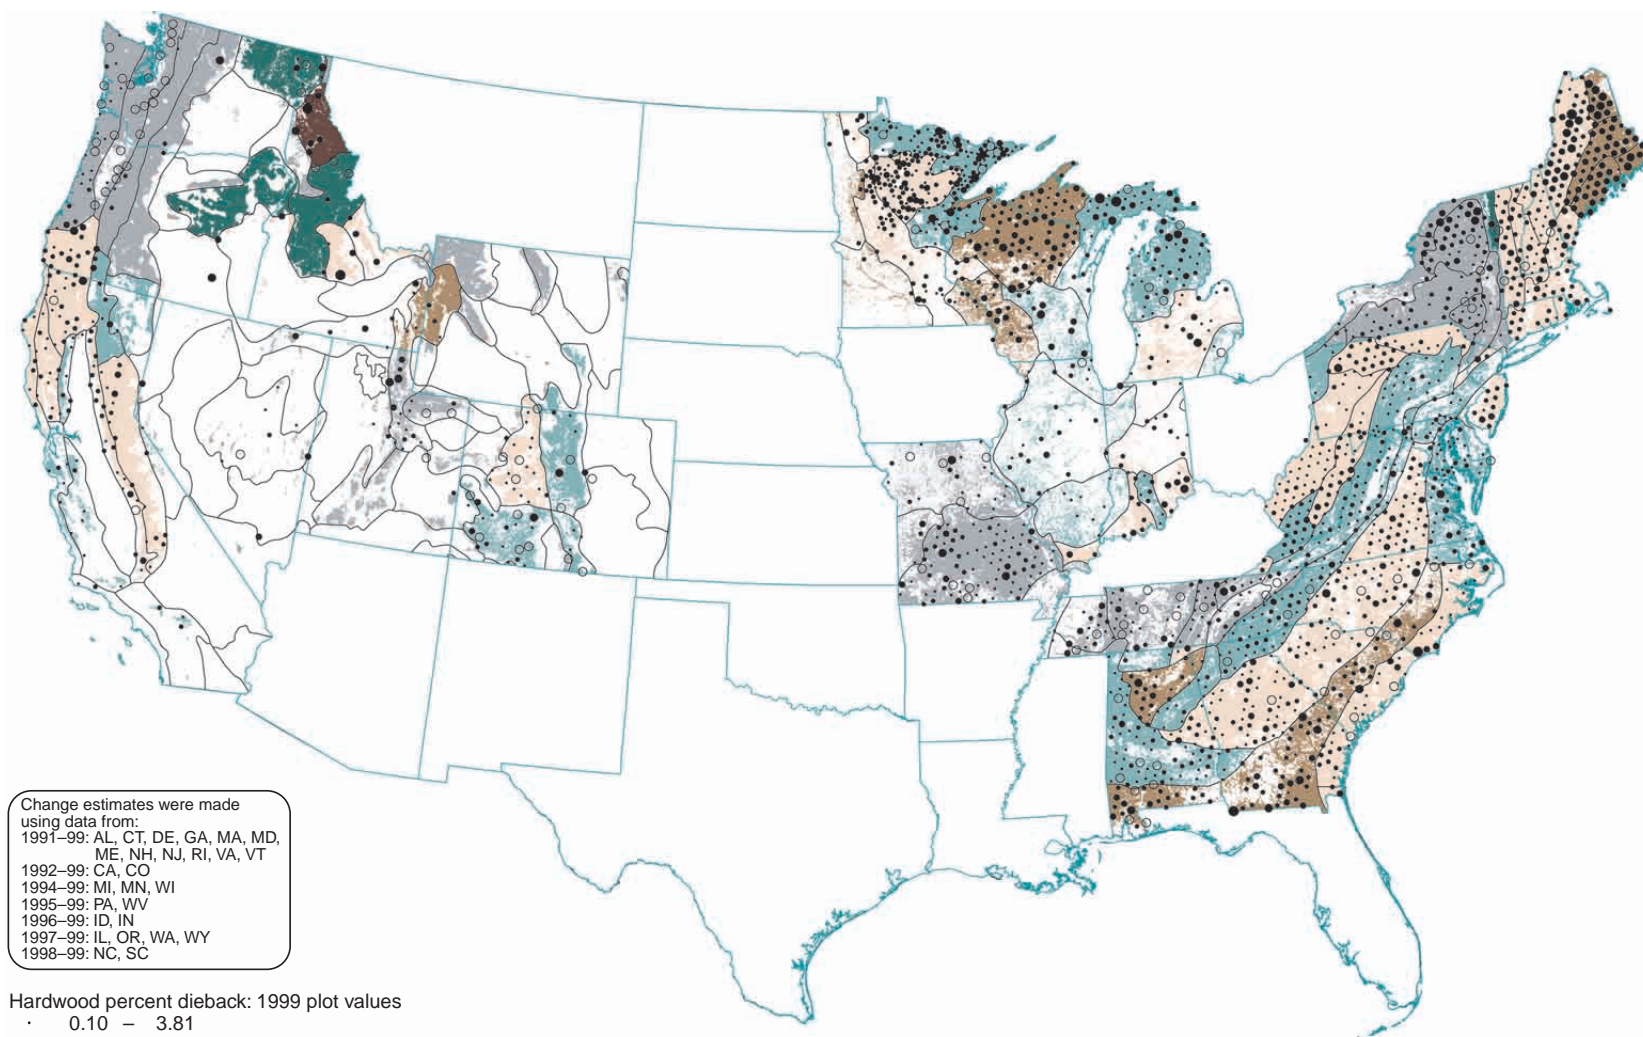 Change estimates were made
using data from:
1991–99: AL, CT, DE, GA, MA, MD,
ME, NH, NJ, RI, VA, VT
1992–99: CA, CO
1994–99: MI, MN, WI
1995–99: PA, WV
1996–99: ID, IN
1997–99: IL, OR, WA, WY
1998–99: NC, SC
Hardwood percent dieback: 1999 plot values
0.10 – 3.81